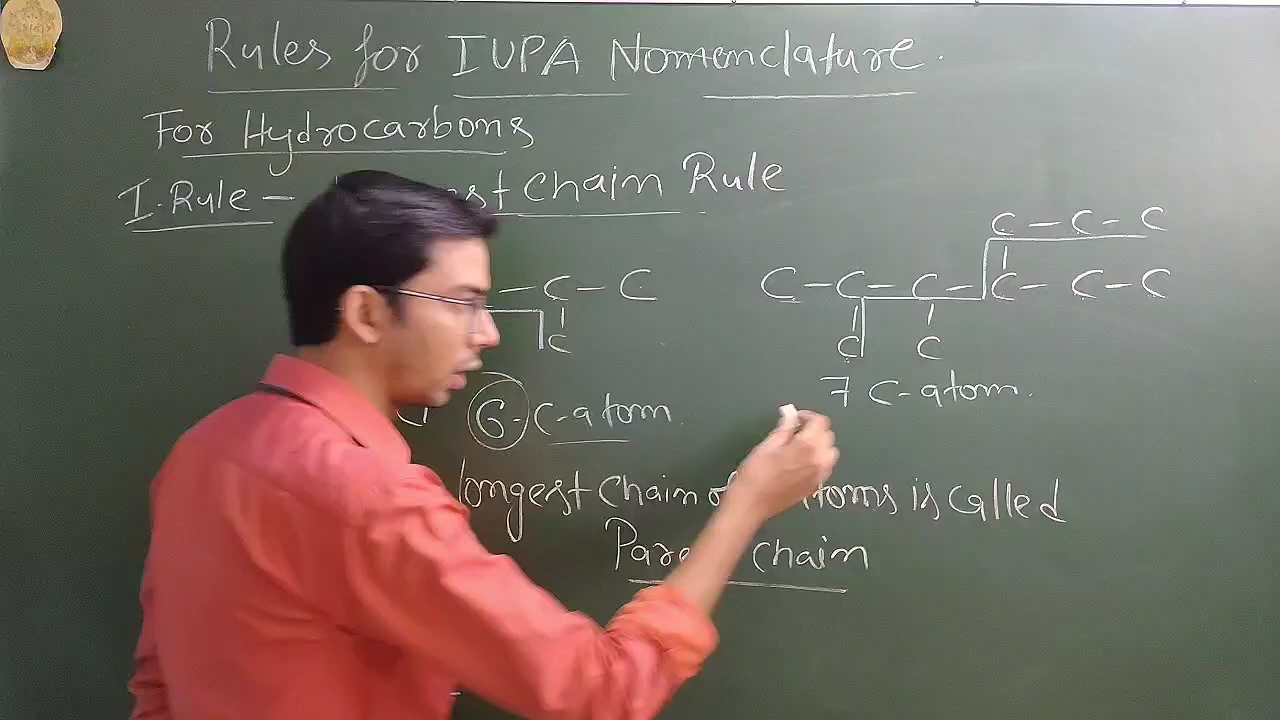 Rules for IUPA Nomenclature.
For Hydrocarbons
I. Rule - est Chain Rule
C - C - C
- C - C
C - C - C - C - C - C
C
C C
7 C-atom.
6 - C-atom.
longest Chain of atoms is Called
Parent chain